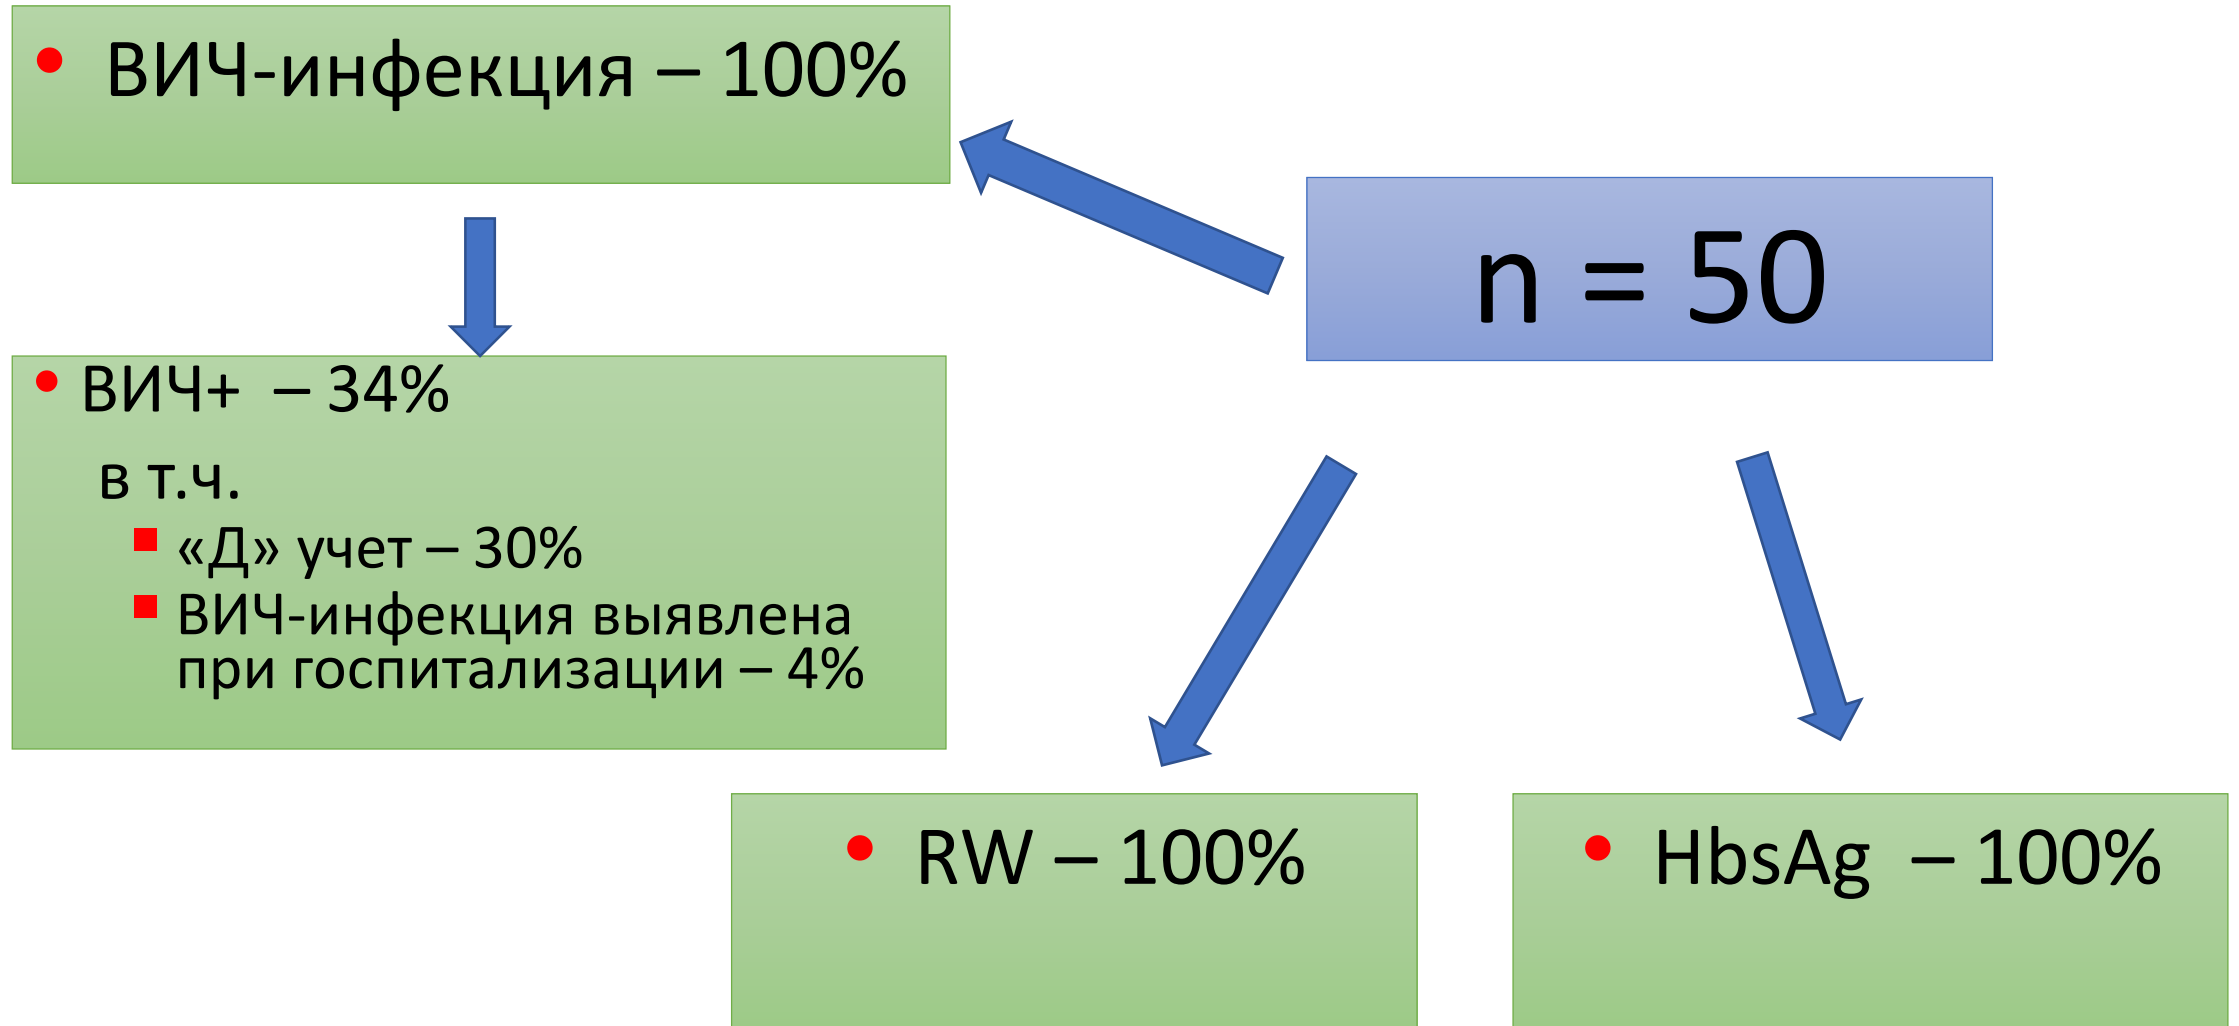 • ВИЧ-инфекция – 100%
n = 50
• ВИЧ+ – 34%
в т.ч.
▪ «Д» учет – 30%
▪ ВИЧ-инфекция выявлена
при госпитализации – 4%
• RW – 100%
• HbsAg – 100%